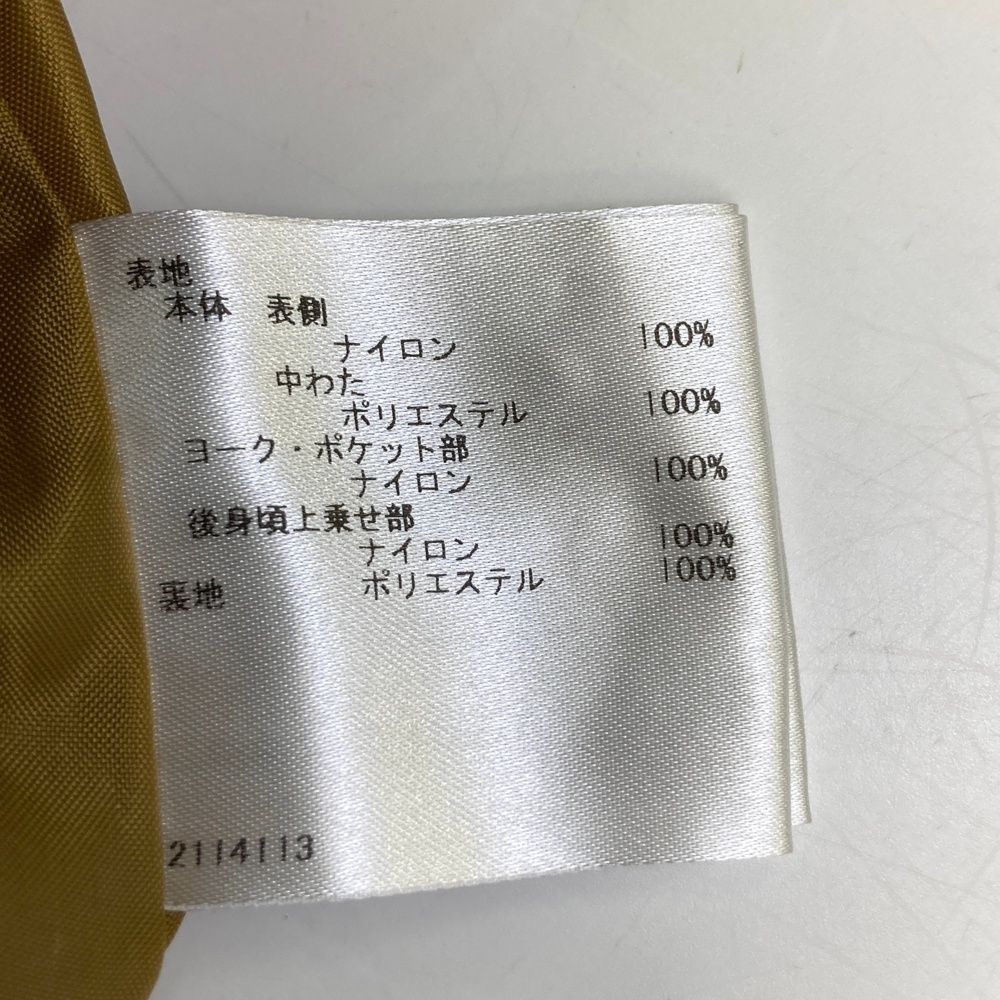 表地
本体 表側
ナイロン 100%
中わた
ポリエステル 100%
ヨーク・ポケット部
ナイロン 100%
後身頃上乗せ部
ナイロン 100%
裏地 ポリエステル 100%
2114113